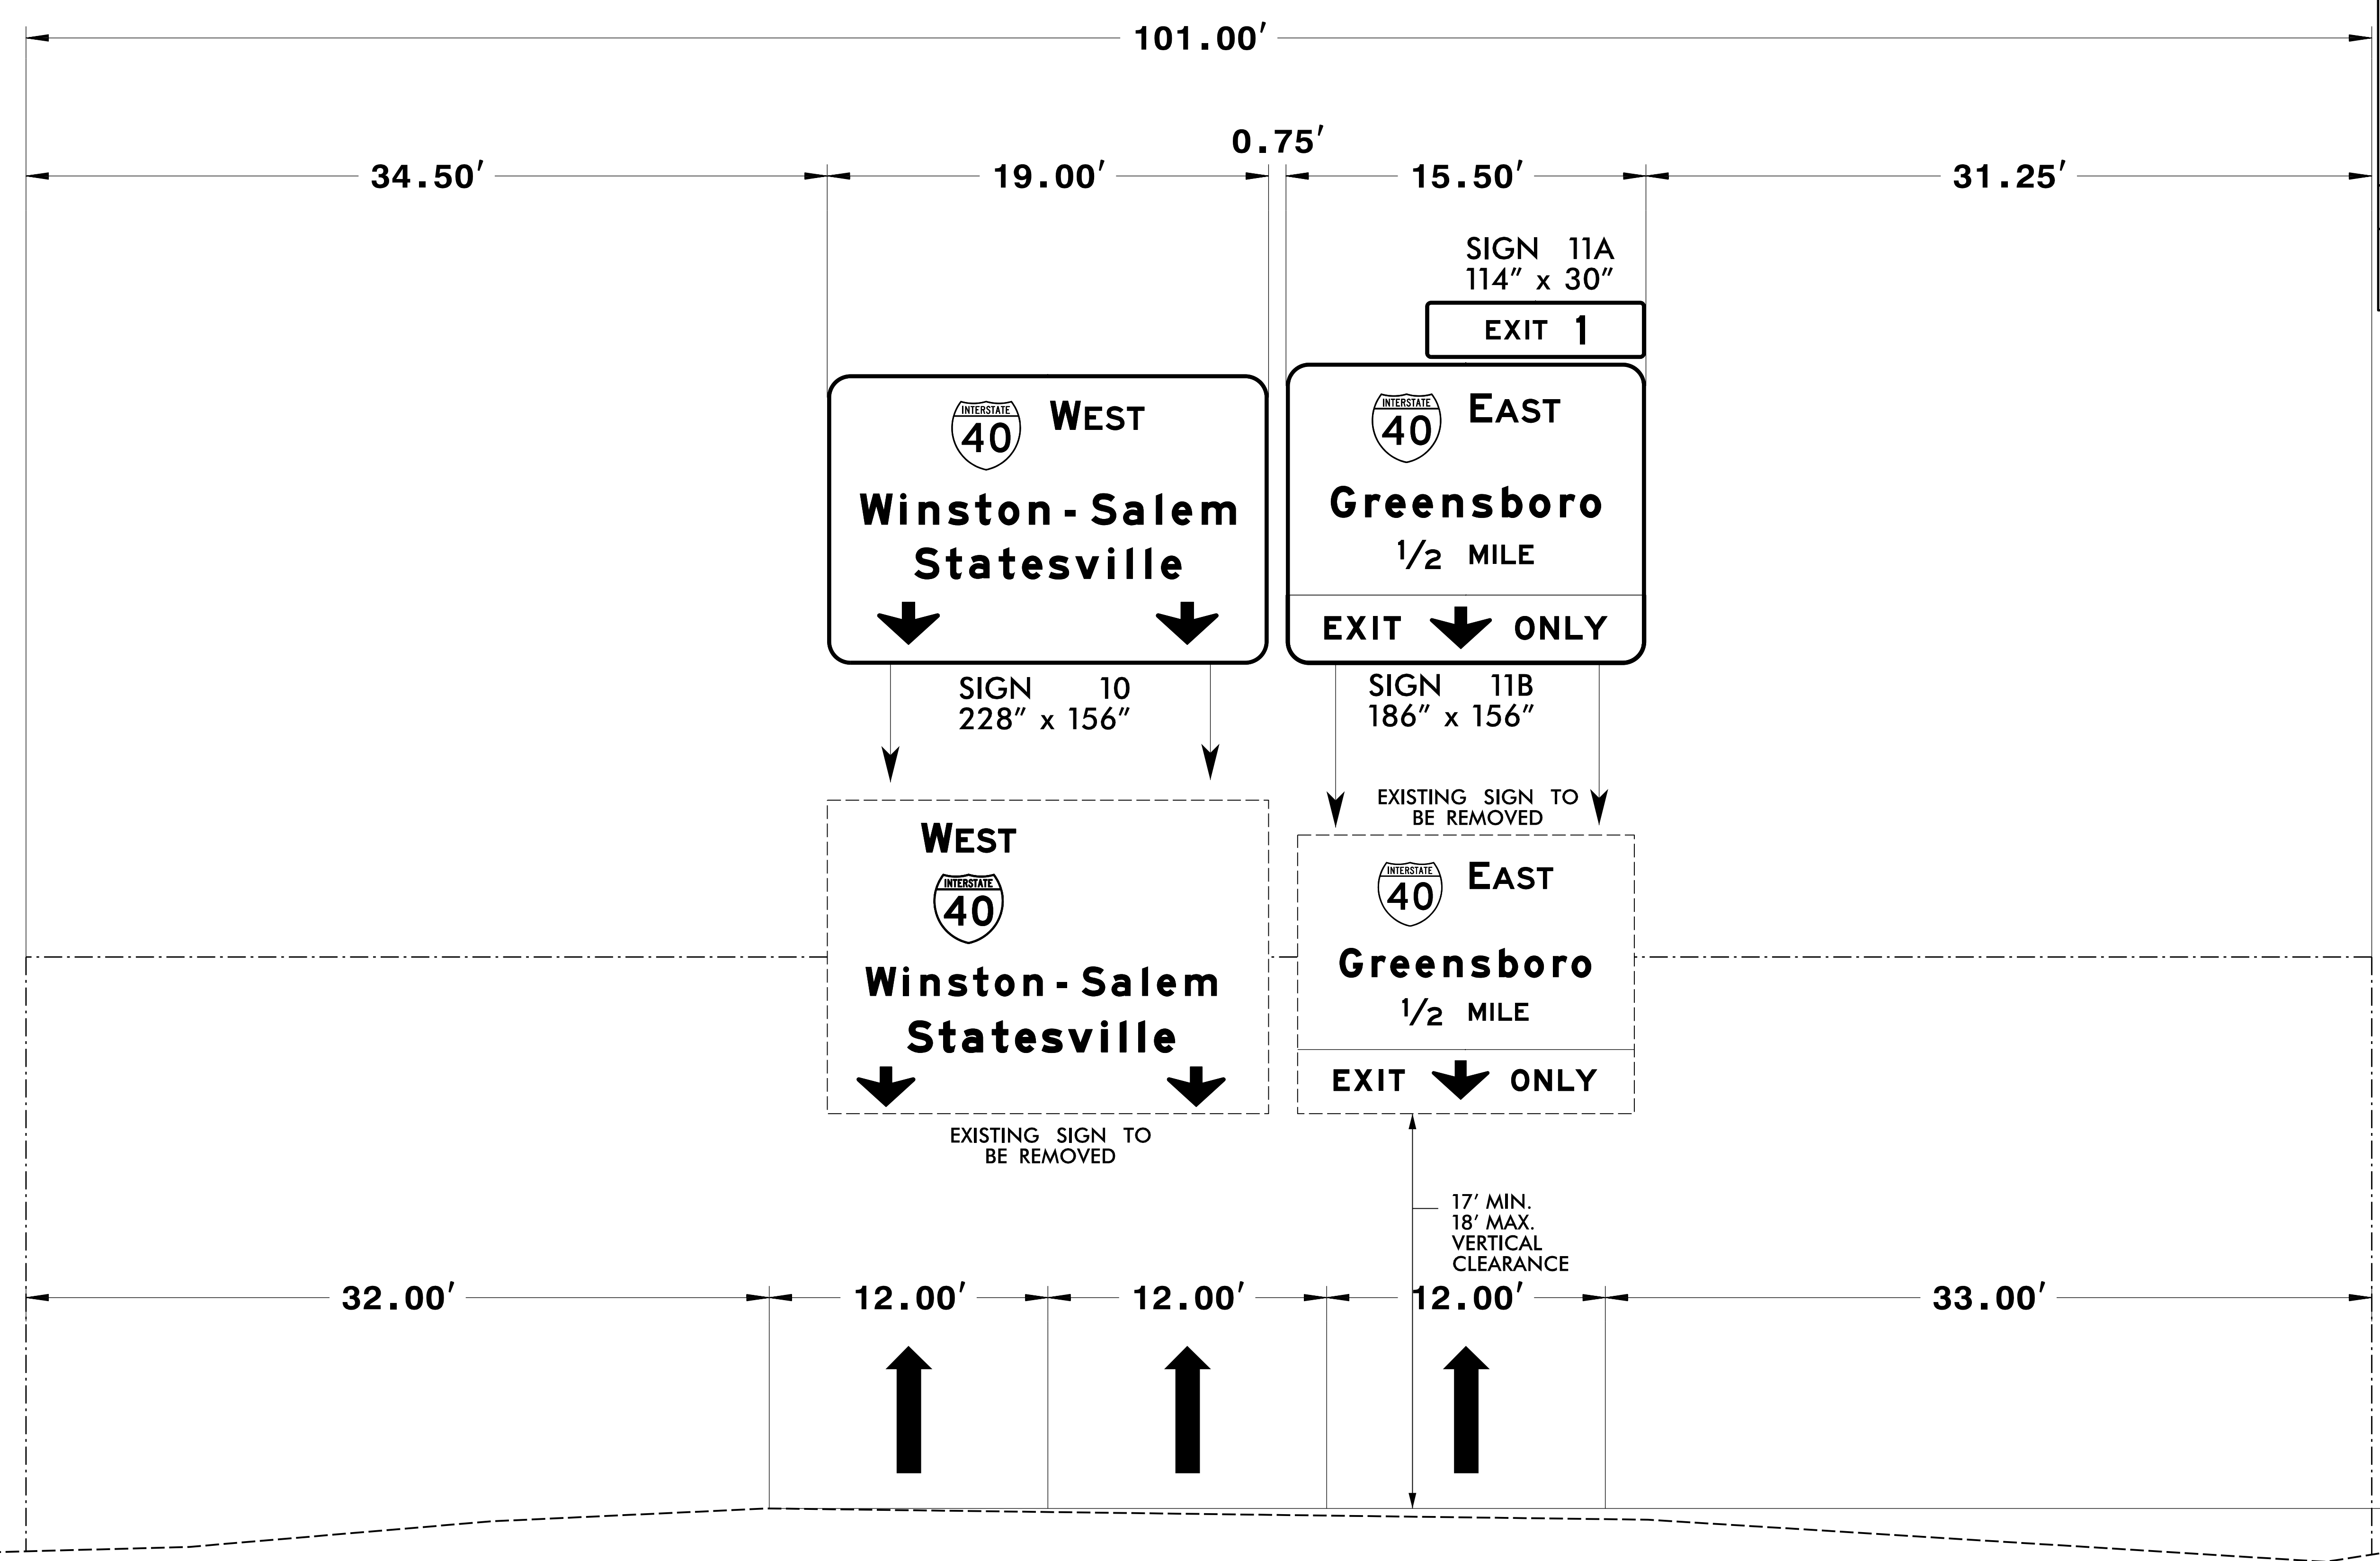 101.00′
0.75′
34.50′ 19.00′ 15.50′ 31.25′
SIGN 11A
114″ x 30″
EXIT 1
INTERSTATE
40 WEST
Winston-Salem
Statesville
INTERSTATE
40 EAST
Greensboro
1/2 MILE
EXIT ONLY
SIGN 10
228″ x 156″
SIGN 11B
186″ x 156″
EXISTING SIGN TO
BE REMOVED
WEST
INTERSTATE
40
Winston-Salem
Statesville
EXISTING SIGN TO
BE REMOVED
INTERSTATE
40 EAST
Greensboro
1/2 MILE
EXIT ONLY
17′ MIN.
18′ MAX.
VERTICAL
CLEARANCE
32.00′ 12.00′ 12.00′ 12.00′ 33.00′